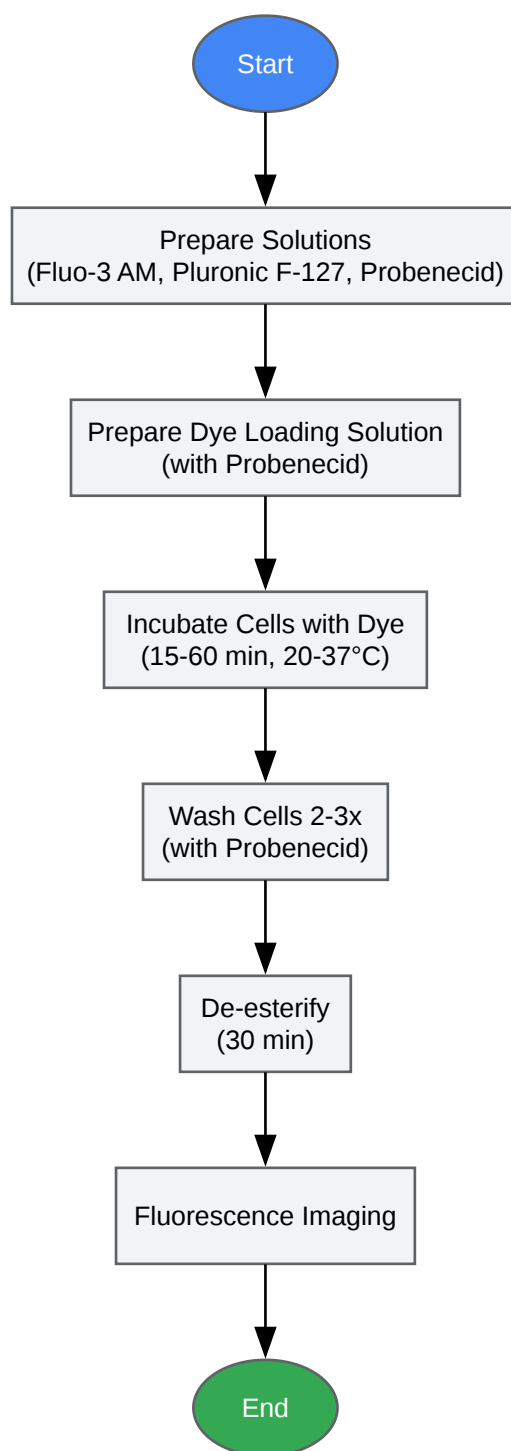 Start
Prepare Solutions
(Fluo-3 AM, Pluronic F-127, Probenecid)
Prepare Dye Loading Solution
(with Probenecid)
Incubate Cells with Dye
(15-60 min, 20-37°C)
Wash Cells 2-3x
(with Probenecid)
De-esterify
(30 min)
Fluorescence Imaging
End